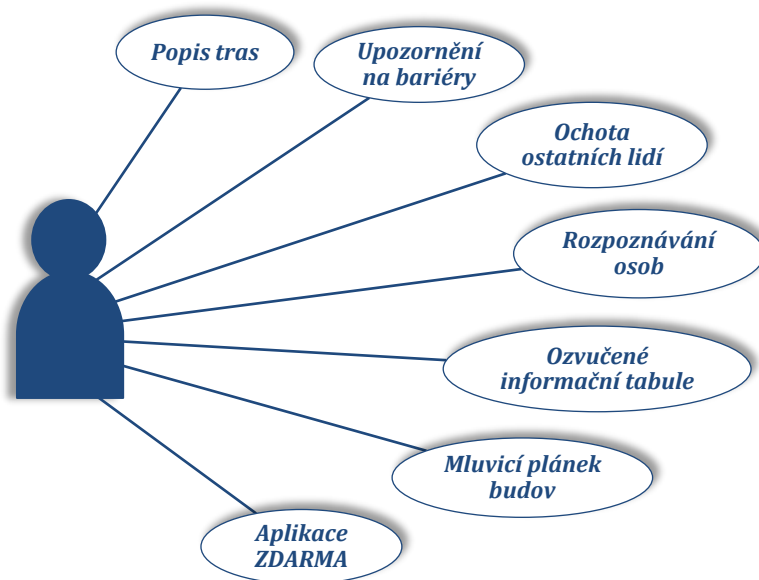 Popis tras
Upozornění
na bariéry
Ochota
ostatních lidí
Rozpoznávání
osob
Ozvučené
informační tabule
Mluvicí plánek
budov
Aplikace
ZDARMA